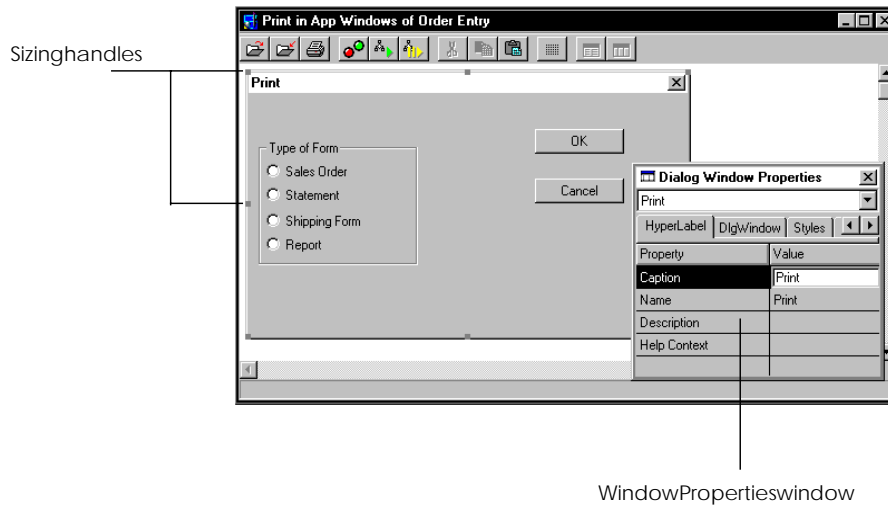 Print in App Windows of Order Entry
Sizinghandles
Print
Type of Form
Sales Order
Statement
Shipping Form
Report
OK
Cancel
Dialog Window Properties
Print
HyperLabel DlgWindow Styles
Property Value
Caption Print
Name Print
Description
Help Context
WindowPropertieswindow